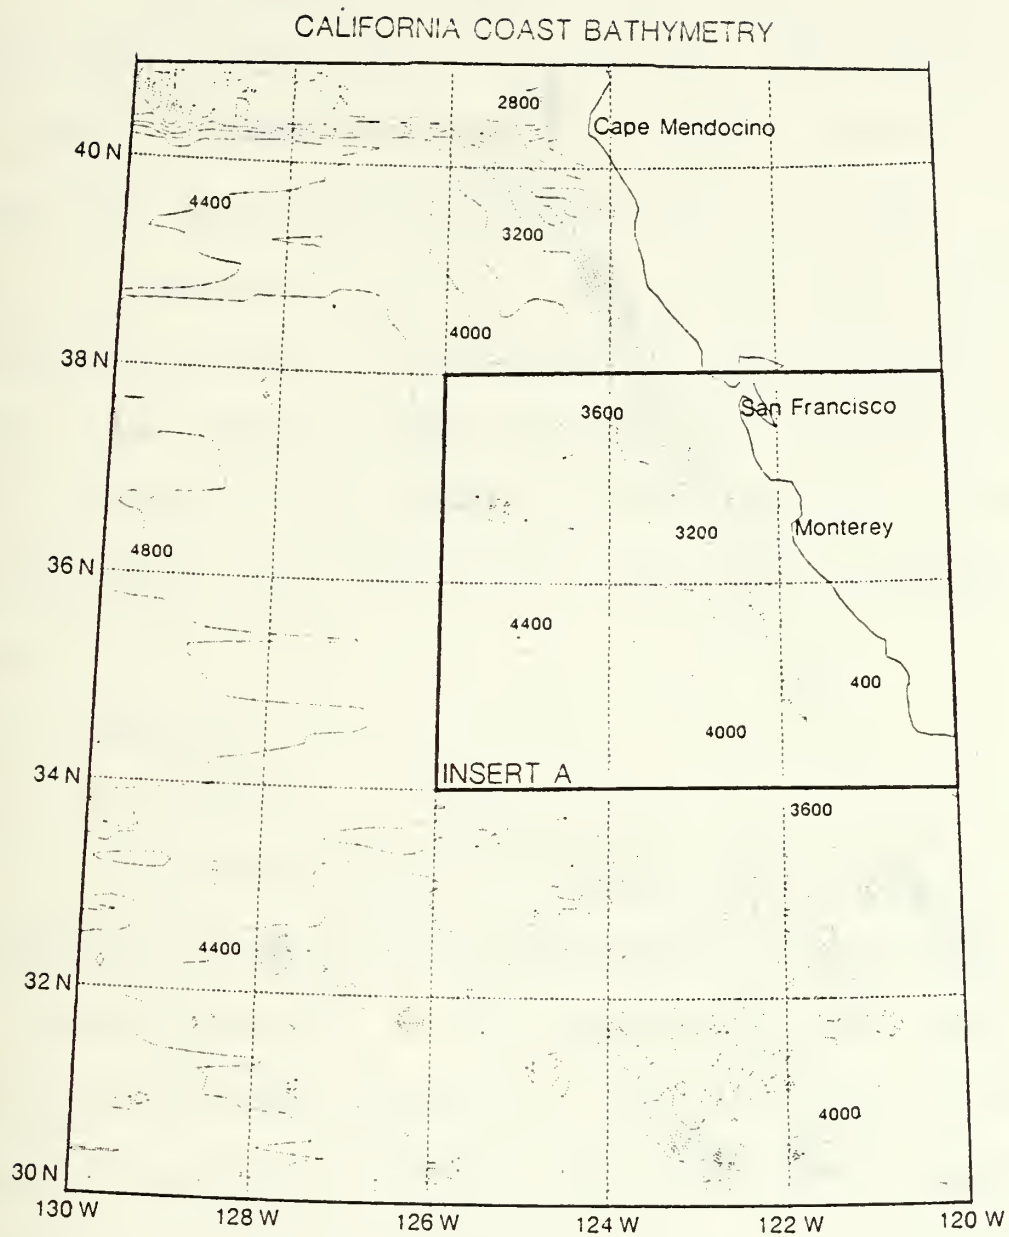 CALIFORNIA COAST BATHYMETRY
2800
Cape Mendocino
40 N
4400
3200
4000
38 N
3600
San Francisco
3200
Monterey
4800
36 N
4400
400
4000
34 N
INSERT A
3600
4400
32 N
4000
30 N
130 W
128 W
126 W
124 W
122 W
120 W